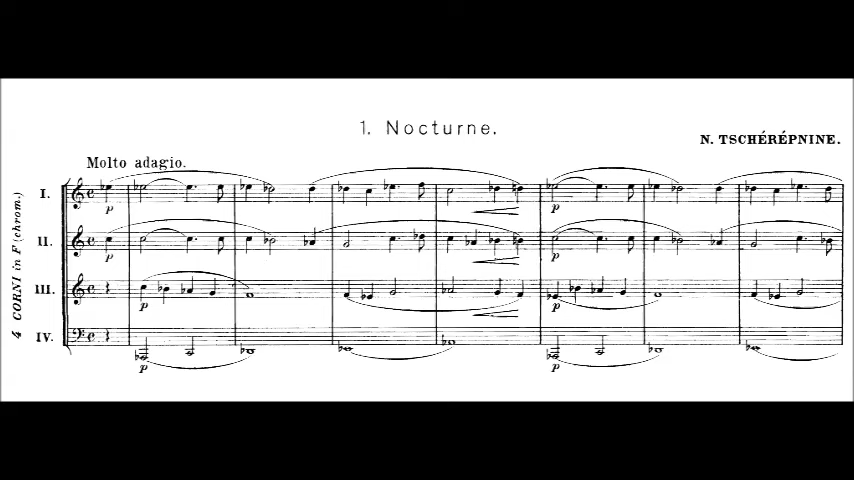 1. Nocturne.
N. TSCHÉRÉPNINE.
Molto adagio.
4 CORNI in F (chrom.)
I.
p
p
II.
p
p
III.
p
p
IV.
p
p